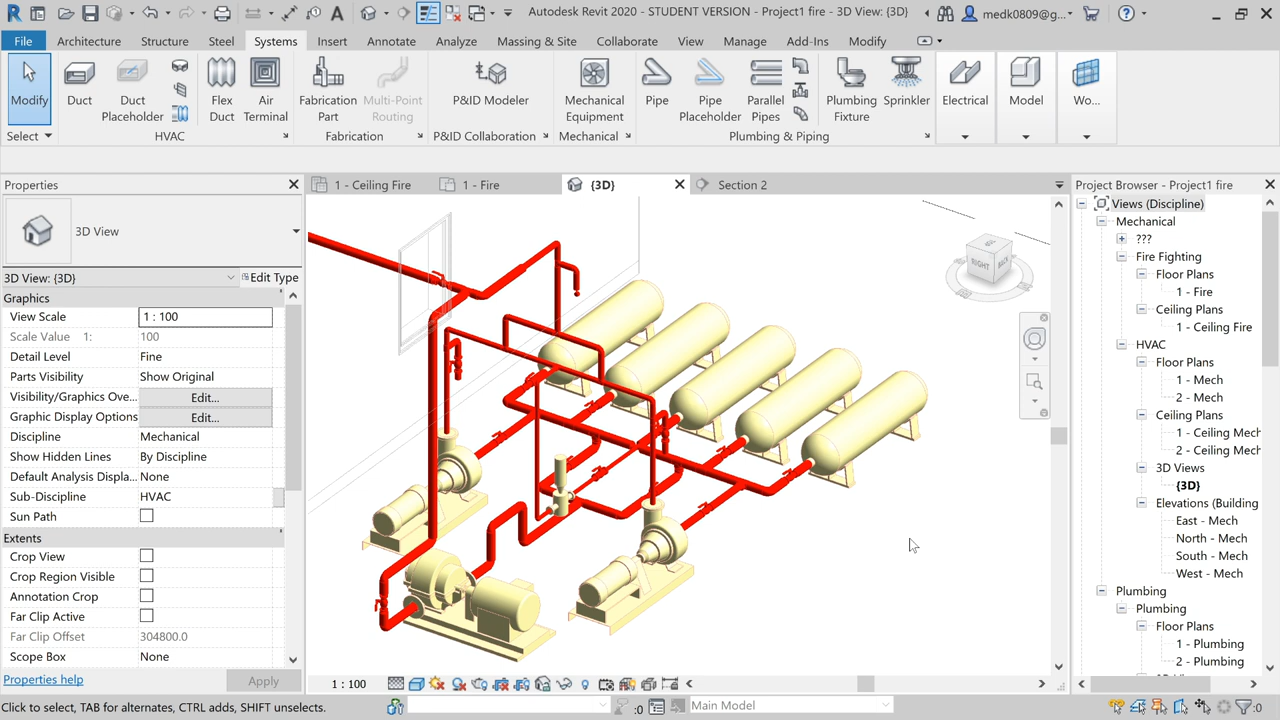 Autodesk Revit 2020 - STUDENT VERSION - Project1 fire - 3D View: {3D}
medk0809@g...
File Architecture Structure Steel Systems Insert Annotate Analyze Massing & Site Collaborate View Manage Add-Ins Modify
Modify
Duct
Duct Placeholder
Flex Duct
Air Terminal
Fabrication Part
Multi-Point Routing
P&ID Modeler
Mechanical Equipment
Pipe
Pipe Placeholder
Parallel Pipes
Plumbing Fixture
Sprinkler
Electrical
Model
Wo...
Select HVAC Fabrication P&ID Collaboration Mechanical Plumbing & Piping
Properties
3D View
3D View: {3D} Edit Type
Graphics
View Scale 1 : 100
Scale Value 1: 100
Detail Level Fine
Parts Visibility Show Original
Visibility/Graphics Ove... Edit...
Graphic Display Options Edit...
Discipline Mechanical
Show Hidden Lines By Discipline
Default Analysis Displa... None
Sub-Discipline HVAC
Sun Path
Extents
Crop View
Crop Region Visible
Annotation Crop
Far Clip Active
Far Clip Offset 304800.0
Scope Box None
Properties help Apply
1 - Ceiling Fire 1 - Fire {3D} Section 2
RIGHT BACK
1 : 100
Project Browser - Project1 fire
Views (Discipline)
Mechanical
???
Fire Fighting
Floor Plans
1 - Fire
Ceiling Plans
1 - Ceiling Fire
HVAC
Floor Plans
1 - Mech
2 - Mech
Ceiling Plans
1 - Ceiling Mech
2 - Ceiling Mech
3D Views
{3D}
Elevations (Building
East - Mech
North - Mech
South - Mech
West - Mech
Plumbing
Plumbing
Floor Plans
1 - Plumbing
2 - Plumbing
Click to select, TAB for alternates, CTRL adds, SHIFT unselects. :0 Main Model :0